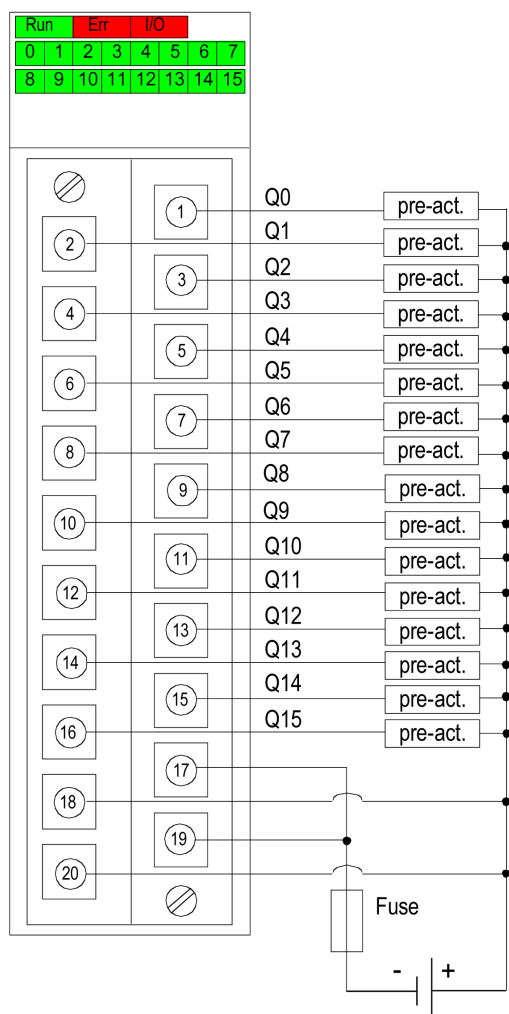 Run Err I/O
0 1 2 3 4 5 6 7
8 9 10 11 12 13 14 15
1 Q0 pre-act.
2 Q1 pre-act.
3 Q2 pre-act.
4 Q3 pre-act.
5 Q4 pre-act.
6 Q5 pre-act.
7 Q6 pre-act.
8 Q7 pre-act.
9 Q8 pre-act.
10 Q9 pre-act.
11 Q10 pre-act.
12 Q11 pre-act.
13 Q12 pre-act.
14 Q13 pre-act.
15 Q14 pre-act.
16 Q15 pre-act.
17
18
19
20
Fuse
- +